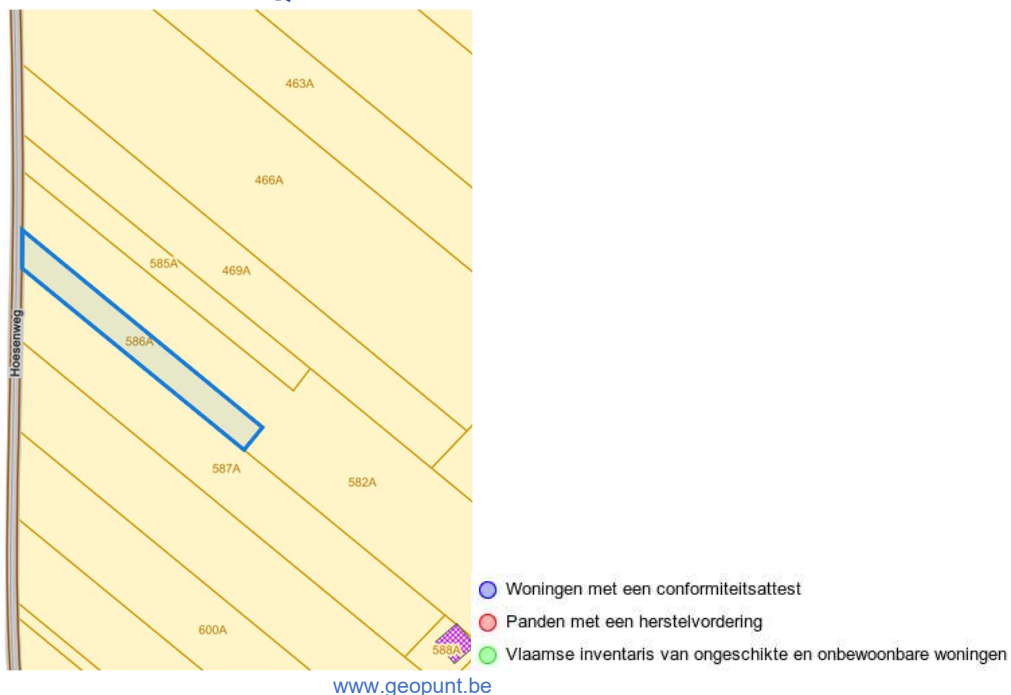 463A
466A
585A
469A
586A
Hoesenweg
587A
582A
600A
588A
Woningen met een conformiteitsattest
Panden met een herstelvordering
Vlaamse inventaris van ongeschikte en onbewoonbare woningen
www.geopunt.be